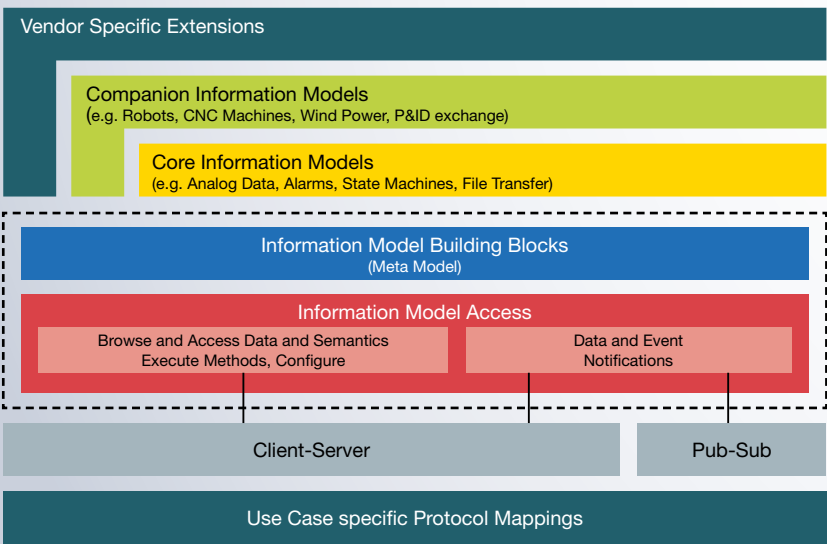 Vendor Specific Extensions
Companion Information Models
(e.g. Robots, CNC Machines, Wind Power, P&ID exchange)
Core Information Models
(e.g. Analog Data, Alarms, State Machines, File Transfer)
Information Model Building Blocks
(Meta Model)
Information Model Access
Browse and Access Data and Semantics
Execute Methods, Configure
Data and Event
Notifications
Client-Server
Pub-Sub
Use Case specific Protocol Mappings